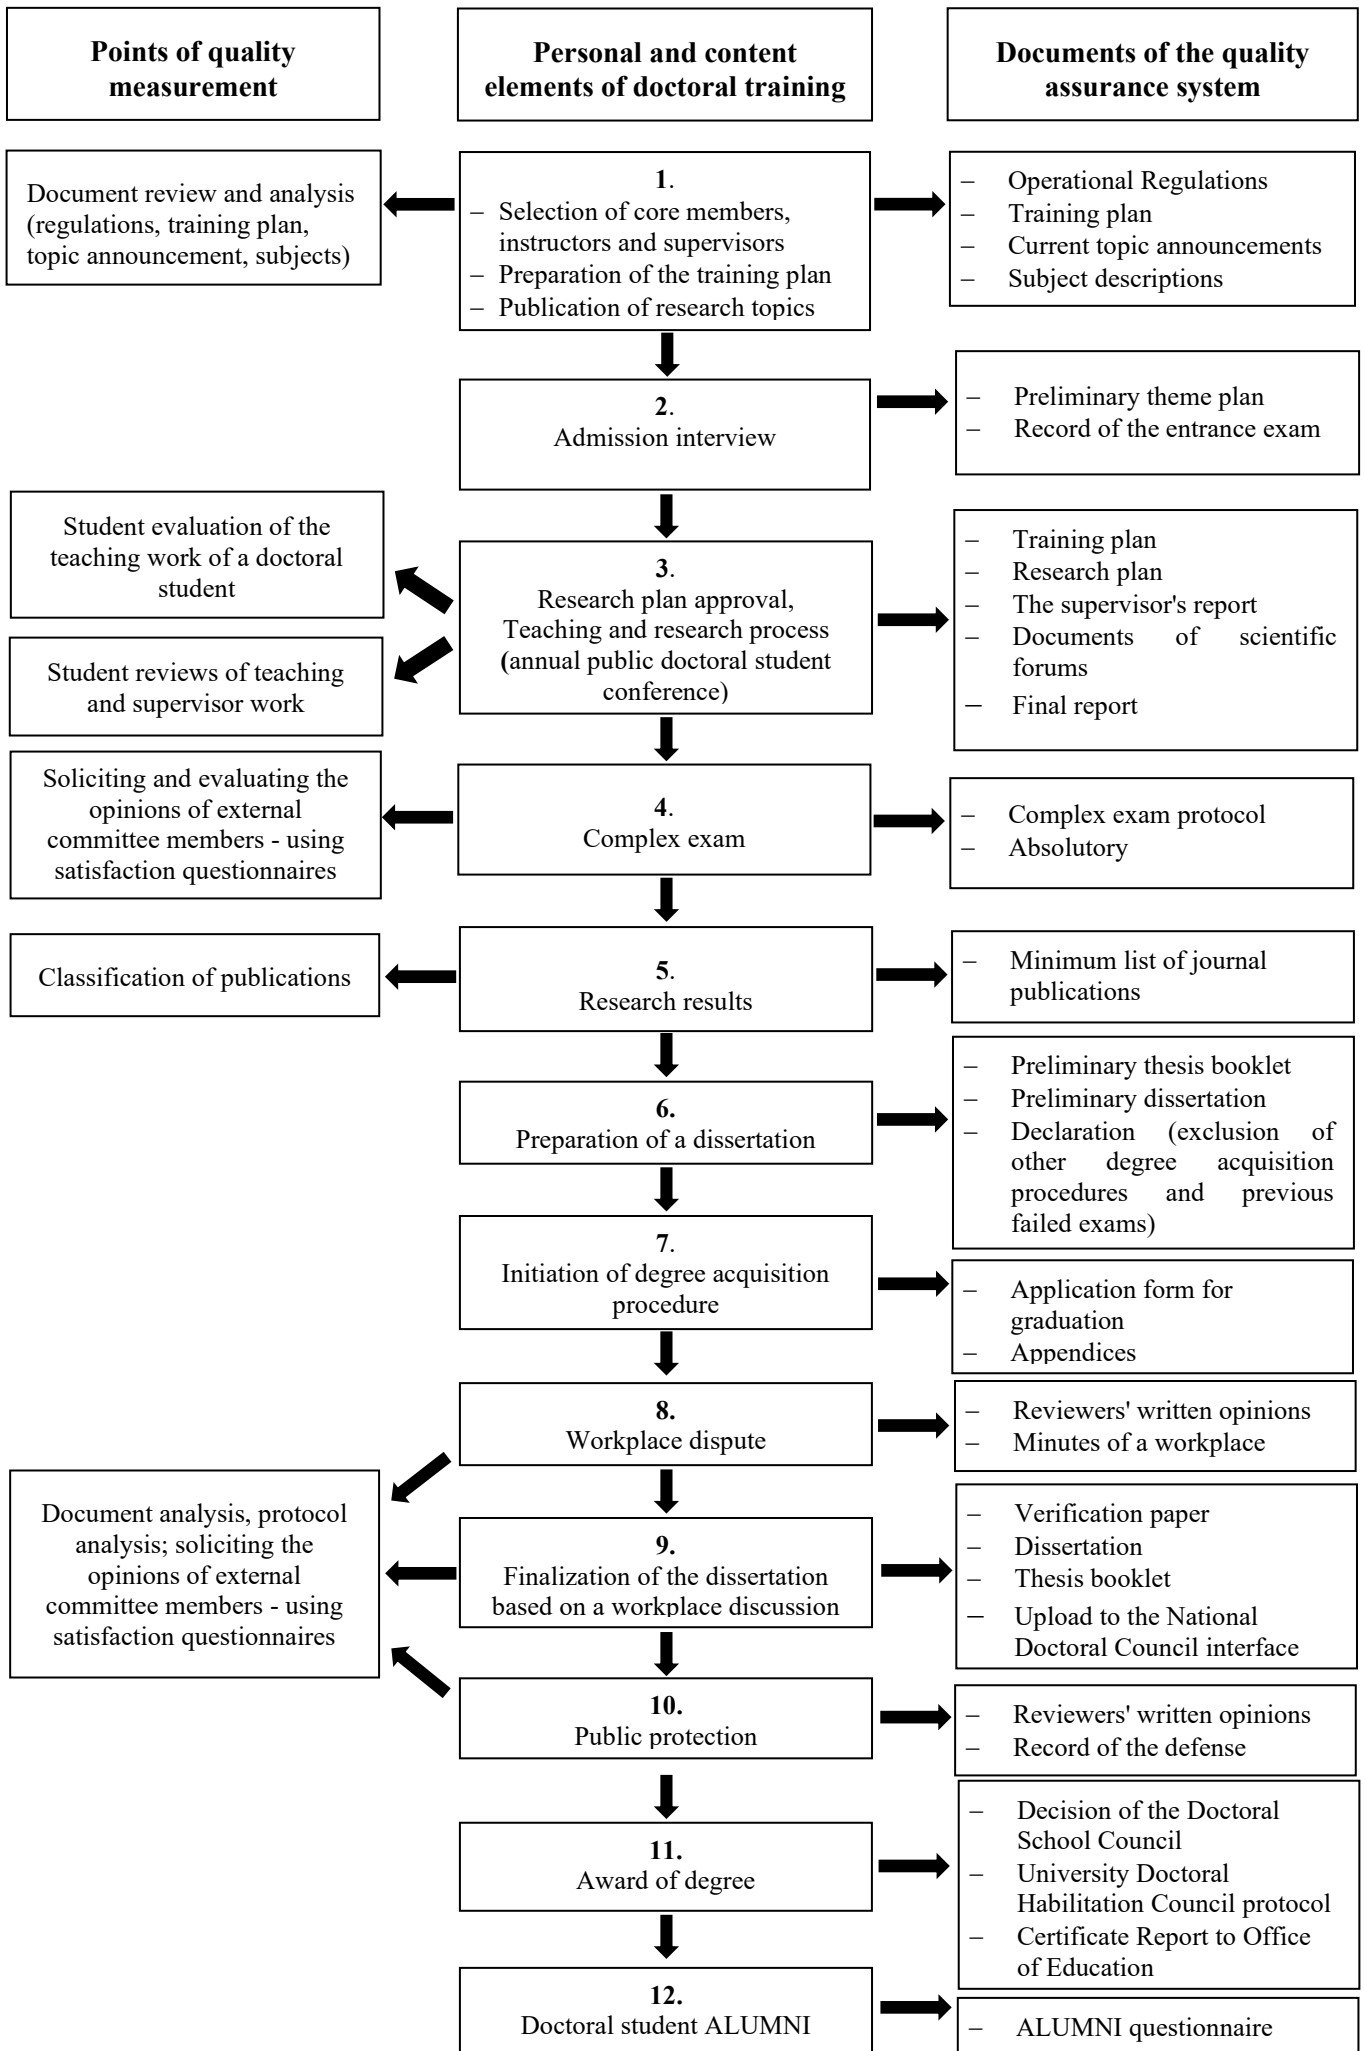 Points of quality
measurement
Personal and content
elements of doctoral training
Documents of the quality
assurance system
Document review and analysis
(regulations, training plan,
topic announcement, subjects)
1.
– Selection of core members,
instructors and supervisors
– Preparation of the training plan
– Publication of research topics
– Operational Regulations
– Training plan
– Current topic announcements
– Subject descriptions
2.
Admission interview
– Preliminary theme plan
– Record of the entrance exam
Student evaluation of the
teaching work of a doctoral
student
Student reviews of teaching
and supervisor work
3.
Research plan approval,
Teaching and research process
(annual public doctoral student
conference)
– Training plan
– Research plan
– The supervisor's report
– Documents of scientific
forums
– Final report
Soliciting and evaluating the
opinions of external
committee members - using
satisfaction questionnaires
4.
Complex exam
– Complex exam protocol
– Absolutory
Classification of publications
5.
Research results
– Minimum list of journal
publications
6.
Preparation of a dissertation
– Preliminary thesis booklet
– Preliminary dissertation
– Declaration (exclusion of
other degree acquisition
procedures and previous
failed exams)
7.
Initiation of degree acquisition
procedure
– Application form for
graduation
– Appendices
8.
Workplace dispute
– Reviewers' written opinions
– Minutes of a workplace
Document analysis, protocol
analysis; soliciting the
opinions of external
committee members - using
satisfaction questionnaires
9.
Finalization of the dissertation
based on a workplace discussion
– Verification paper
– Dissertation
– Thesis booklet
– Upload to the National
Doctoral Council interface
10.
Public protection
– Reviewers' written opinions
– Record of the defense
11.
Award of degree
– Decision of the Doctoral
School Council
– University Doctoral
Habilitation Council protocol
– Certificate Report to Office
of Education
12.
Doctoral student ALUMNI
– ALUMNI questionnaire